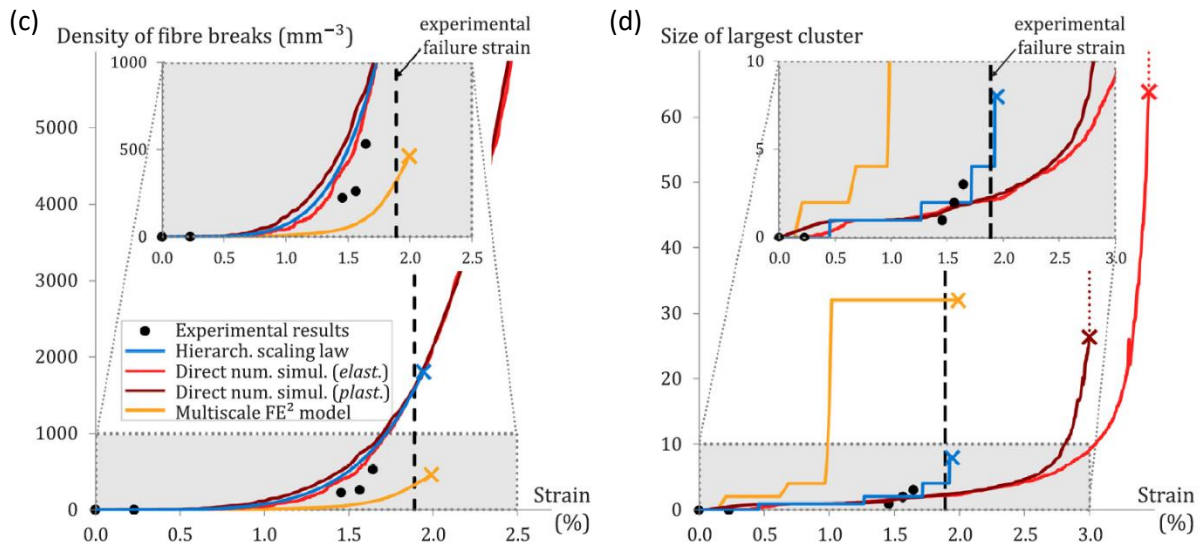 (c)
Density of fibre breaks (mm⁻³)
experimental
failure strain
1000
500
0
0.0 0.5 1.0 1.5 2.0 2.5
5000
4000
3000
2000
1000
0
Experimental results
Hierarch. scaling law
Direct num. simul. (elast.)
Direct num. simul. (plast.)
Multiscale FE² model
Strain
(%)
0.0 0.5 1.0 1.5 2.0 2.5
(d)
Size of largest cluster
experimental
failure strain
10
5
0
0.0 0.5 1.0 1.5 2.0 2.5 3.0
60
50
40
30
20
10
0
Strain
(%)
0.0 0.5 1.0 1.5 2.0 2.5 3.0